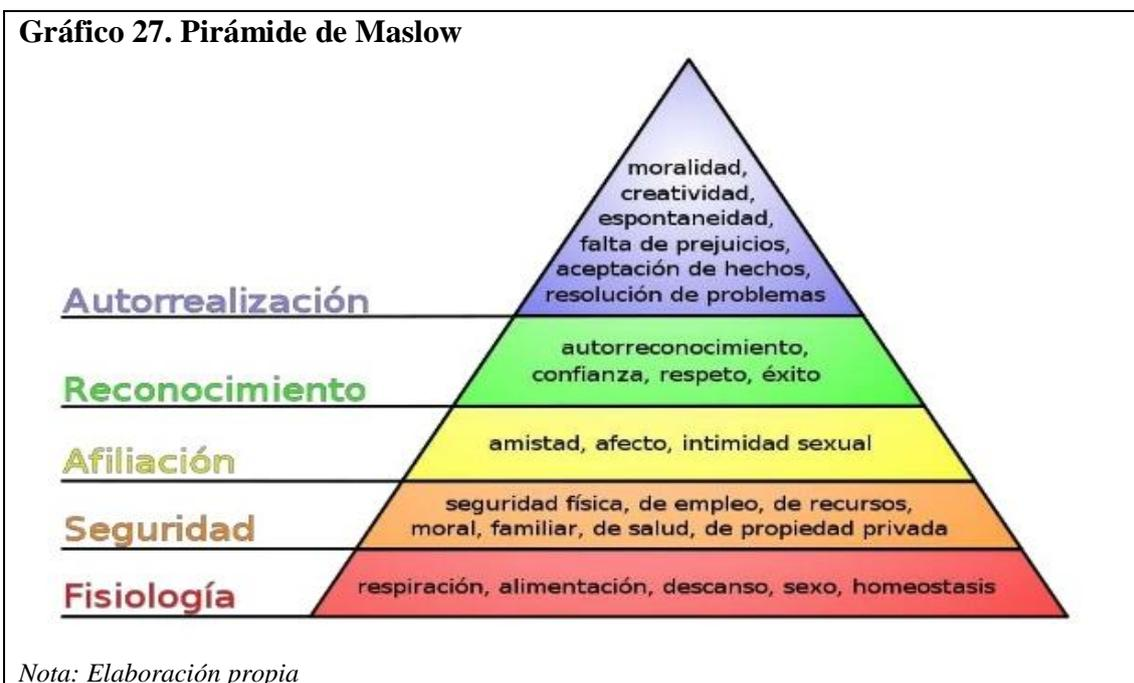 Gráfico 27. Pirámide de Maslow
moralidad,
creatividad,
espontaneidad,
falta de prejuicios,
aceptación de hechos,
resolución de problemas
Autorrealización
autorreconocimiento,
confianza, respeto, éxito
Reconocimiento
amistad, afecto, intimidad sexual
Afiliación
seguridad física, de empleo, de recursos,
moral, familiar, de salud, de propiedad privada
Seguridad
respiración, alimentación, descanso, sexo, homeostasis
Fisiología
Nota: Elaboración propia